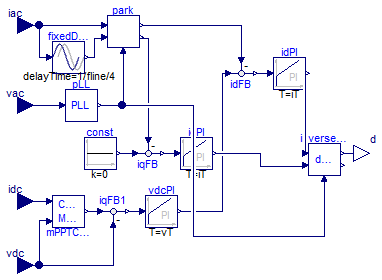 iac
park
fixedD...
delayTime=1/fline/4
idPI
PI
T=iT
idFB
-
pLL
PLL
vac
const
k=0
iqFB
-
PI
T=iT
i
verse...
d...
d
idc
vdc
C...
M...
mPPTC...
iqFB1
-
vdcPI
PI
T=vT